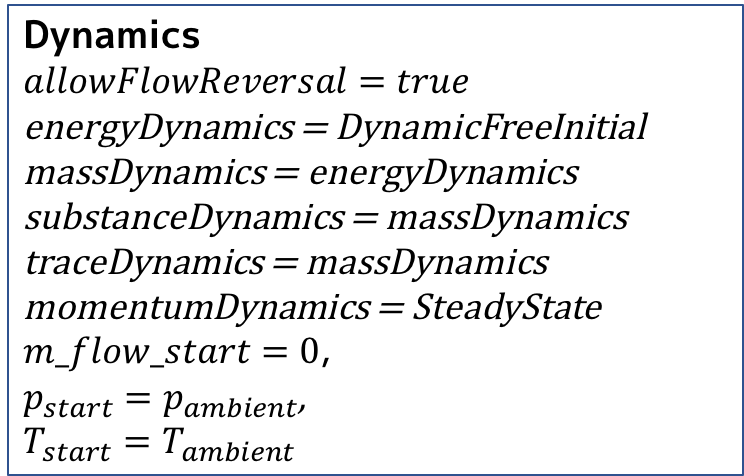 Dynamics
allowFlowReversal = true
energyDynamics = DynamicFreeInitial
massDynamics = energyDynamics
substanceDynamics = massDynamics
traceDynamics = massDynamics
momentumDynamics = SteadyState
m_flow_start = 0,
p_start = p_ambient,
T_start = T_ambient